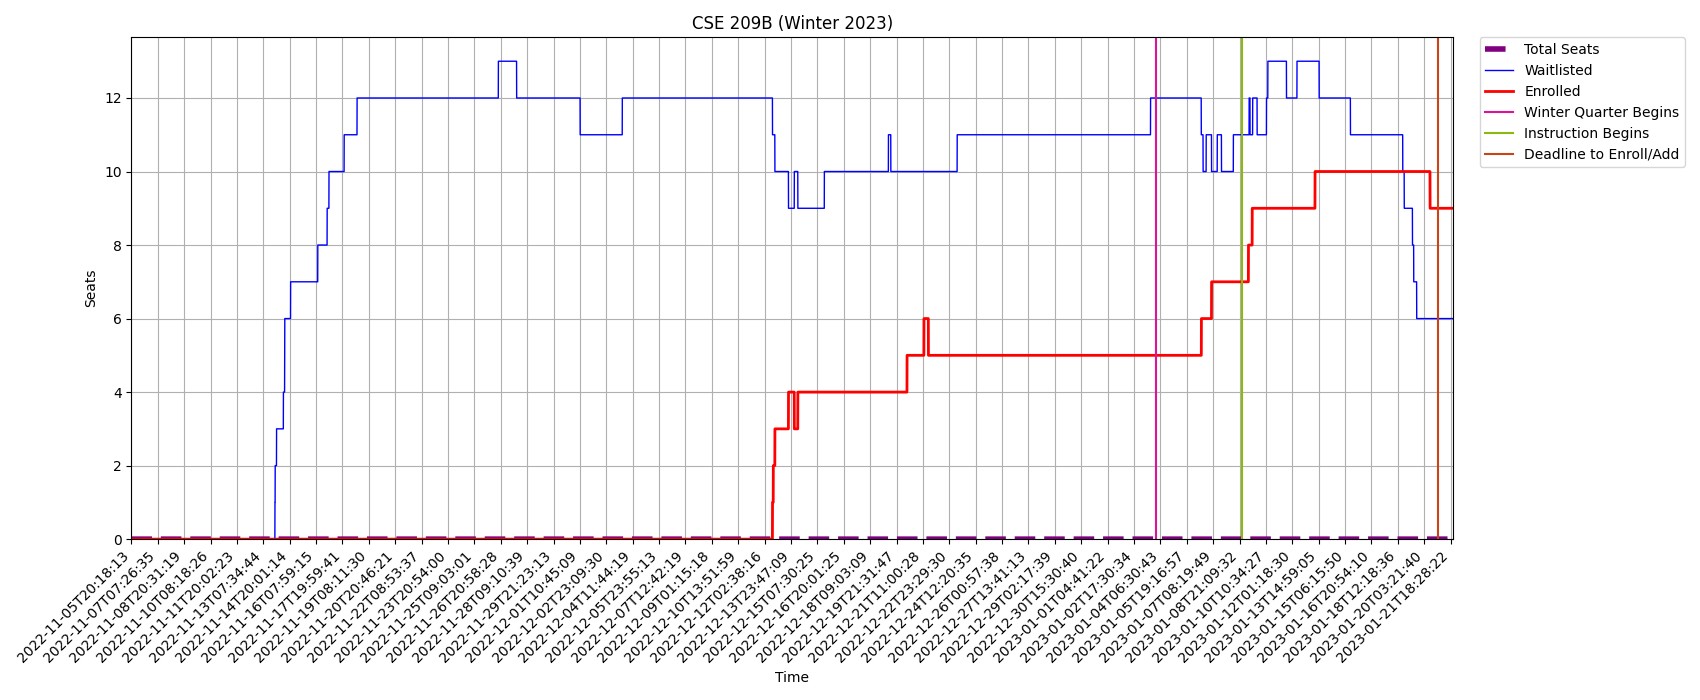 CSE 209B (Winter 2023)
Total Seats
Waitlisted
Enrolled
Winter Quarter Begins
Instruction Begins
Deadline to Enroll/Add
Seats
12
10
8
6
4
2
0
2022-11-05T20:18:13
2022-11-07T07:26:35
2022-11-08T20:31:19
2022-11-10T08:18:26
2022-11-11T20:02:23
2022-11-13T07:34:44
2022-11-14T20:01:14
2022-11-16T07:59:15
2022-11-17T19:59:41
2022-11-19T08:11:30
2022-11-20T20:46:21
2022-11-22T08:53:37
2022-11-23T20:54:00
2022-11-25T09:03:01
2022-11-26T20:58:28
2022-11-28T09:10:39
2022-11-29T21:23:13
2022-12-01T10:45:09
2022-12-02T23:09:30
2022-12-04T11:44:19
2022-12-05T23:55:13
2022-12-07T12:42:19
2022-12-09T01:15:18
2022-12-10T13:51:59
2022-12-12T02:38:16
2022-12-13T23:47:09
2022-12-15T07:30:25
2022-12-16T20:01:25
2022-12-18T09:03:09
2022-12-19T21:31:47
2022-12-21T11:00:28
2022-12-22T23:29:30
2022-12-24T12:20:35
2022-12-26T00:57:38
2022-12-27T13:41:13
2022-12-29T02:17:39
2022-12-30T15:30:40
2023-01-01T04:41:22
2023-01-02T17:30:34
2023-01-04T06:30:43
2023-01-05T19:16:57
2023-01-07T08:19:49
2023-01-08T21:09:32
2023-01-10T10:34:27
2023-01-12T01:18:30
2023-01-13T14:59:05
2023-01-15T06:15:50
2023-01-16T20:54:10
2023-01-18T12:18:36
2023-01-20T03:21:40
2023-01-21T18:28:22
Time